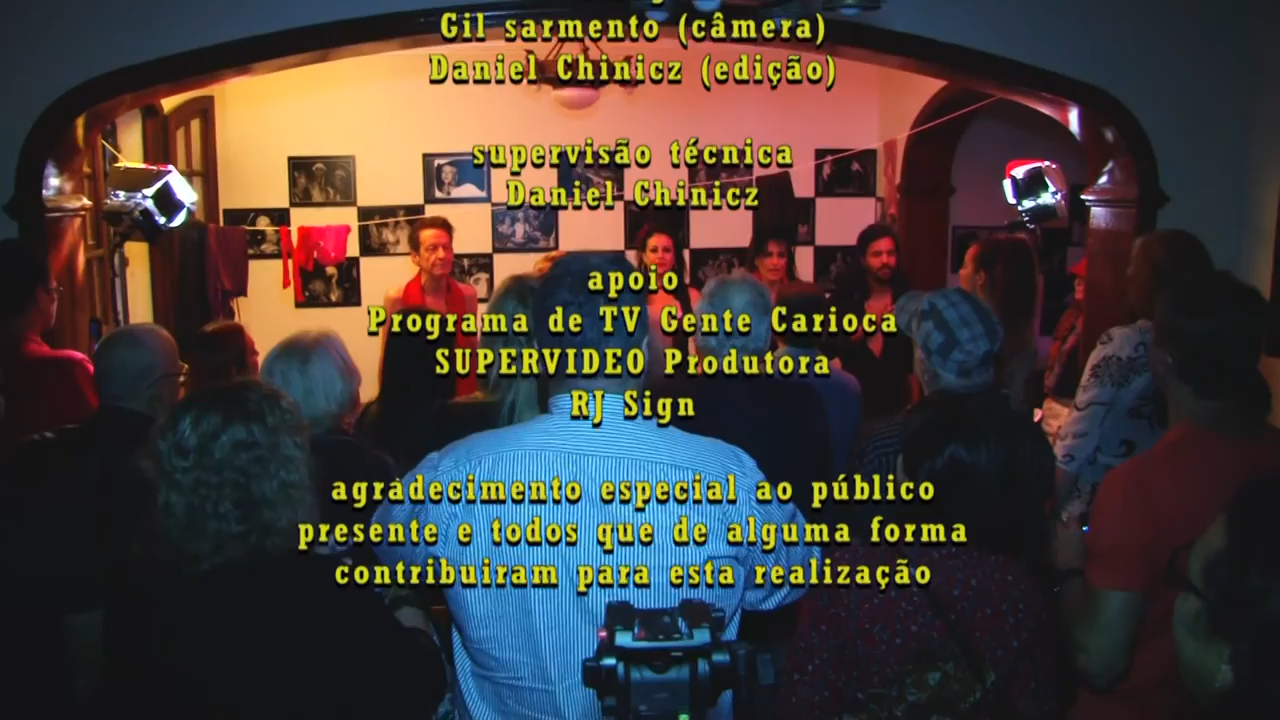 Gil sarmento (câmera)
Daniel Chinicz (edição)
supervisão técnica
Daniel Chinicz
apoio
Programa de TV Gente Carioca
SUPERVIDEO Produtora
RJ Sign
agradecimento especial ao público
presente e todos que de alguma forma
contribuiram para esta realização